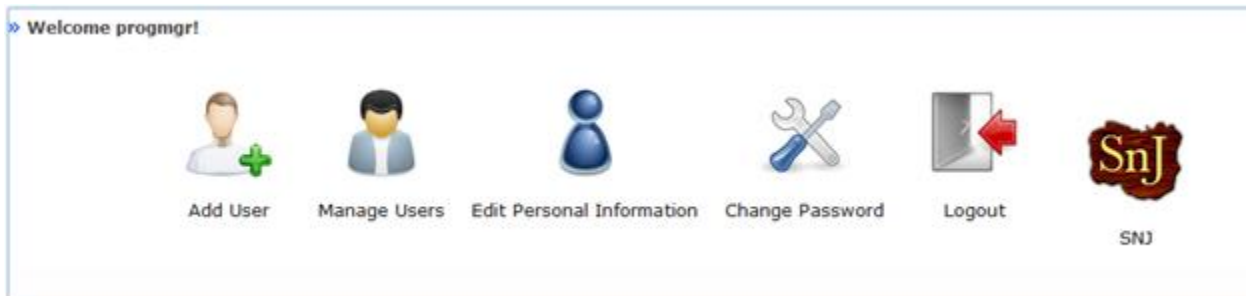 » Welcome progmgr!
SnJ
Add User Manage Users Edit Personal Information Change Password Logout
SNJ